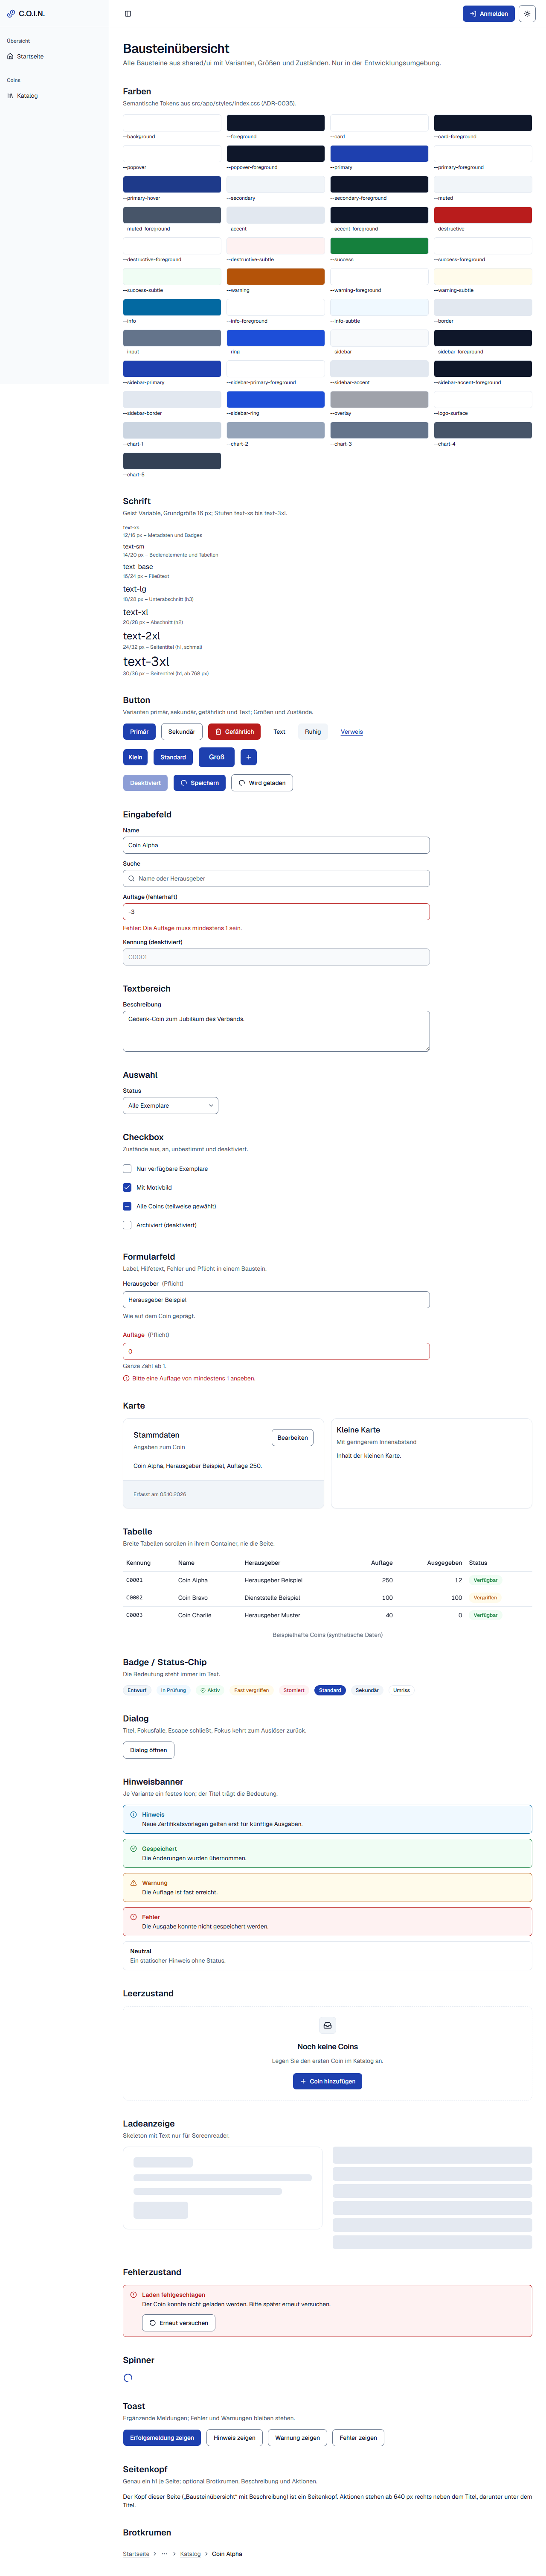 C.O.I.N.
Anmelden
Übersicht
Startseite
Coins
Katalog
Bausteinübersicht
Alle Bausteine aus shared/ui mit Varianten, Größen und Zuständen. Nur in der Entwicklungsumgebung.
Farben
Semantische Tokens aus src/app/styles/index.css (ADR-0035).
--background
--foreground
--card
--card-foreground
--popover
--popover-foreground
--primary
--primary-foreground
--primary-hover
--secondary
--secondary-foreground
--muted
--muted-foreground
--accent
--accent-foreground
--destructive
--destructive-foreground
--destructive-subtle
--success
--success-foreground
--success-subtle
--warning
--warning-foreground
--warning-subtle
--info
--info-foreground
--info-subtle
--border
--input
--ring
--sidebar
--sidebar-foreground
--sidebar-primary
--sidebar-primary-foreground
--sidebar-accent
--sidebar-accent-foreground
--sidebar-border
--sidebar-ring
--overlay
--logo-surface
--chart-1
--chart-2
--chart-3
--chart-4
--chart-5
Schrift
Geist Variable, Grundgröße 16 px; Stufen text-xs bis text-3xl.
text-xs
12/16 px – Metadaten und Badges
text-sm
14/20 px – Bedienelemente und Tabellen
text-base
16/24 px – Fließtext
text-lg
18/28 px – Unterabschnitt (h3)
text-xl
20/28 px – Abschnitt (h2)
text-2xl
24/32 px – Seitentitel (h1, schmal)
text-3xl
30/36 px – Seitentitel (h1, ab 768 px)
Button
Varianten primär, sekundär, gefährlich und Text; Größen und Zustände.
Primär
Sekundär
Gefährlich
Text
Ruhig
Verweis
Klein
Standard
Groß
Deaktiviert
Speichern
Wird geladen
Eingabefeld
Name
Coin Alpha
Suche
Name oder Herausgeber
Auflage (fehlerhaft)
-3
Fehler: Die Auflage muss mindestens 1 sein.
Kennung (deaktiviert)
C0001
Textbereich
Beschreibung
Gedenk-Coin zum Jubiläum des Verbands.
Auswahl
Status
Alle Exemplare
Checkbox
Zustände aus, an, unbestimmt und deaktiviert.
Nur verfügbare Exemplare
Mit Motivbild
Alle Coins (teilweise gewählt)
Archiviert (deaktiviert)
Formularfeld
Label, Hilfetext, Fehler und Pflicht in einem Baustein.
Herausgeber (Pflicht)
Herausgeber Beispiel
Wie auf dem Coin geprägt.
Auflage (Pflicht)
0
Ganze Zahl ab 1.
Bitte eine Auflage von mindestens 1 angeben.
Karte
Stammdaten
Angaben zum Coin
Bearbeiten
Coin Alpha, Herausgeber Beispiel, Auflage 250.
Erfasst am 05.10.2026
Kleine Karte
Mit geringerem Innenabstand
Inhalt der kleinen Karte.
Tabelle
Breite Tabellen scrollen in ihrem Container, nie die Seite.
Kennung Name Herausgeber Auflage Ausgegeben Status
C0001 Coin Alpha Herausgeber Beispiel 250 12 Verfügbar
C0002 Coin Bravo Dienststelle Beispiel 100 100 Vergriffen
C0003 Coin Charlie Herausgeber Muster 40 0 Verfügbar
Beispielhafte Coins (synthetische Daten)
Badge / Status-Chip
Die Bedeutung steht immer im Text.
Entwurf
In Prüfung
Aktiv
Fast vergriffen
Storniert
Standard
Sekundär
Umriss
Dialog
Titel, Fokusfalle, Escape schließt, Fokus kehrt zum Auslöser zurück.
Dialog öffnen
Hinweisbanner
Je Variante ein festes Icon; der Titel trägt die Bedeutung.
Hinweis
Neue Zertifikatsvorlagen gelten erst für künftige Ausgaben.
Gespeichert
Die Änderungen wurden übernommen.
Warnung
Die Auflage ist fast erreicht.
Fehler
Die Ausgabe konnte nicht gespeichert werden.
Neutral
Ein statischer Hinweis ohne Status.
Leerzustand
Noch keine Coins
Legen Sie den ersten Coin im Katalog an.
Coin hinzufügen
Ladeanzeige
Skeleton mit Text nur für Screenreader.
Fehlerzustand
Laden fehlgeschlagen
Der Coin konnte nicht geladen werden. Bitte später erneut versuchen.
Erneut versuchen
Spinner
Toast
Ergänzende Meldungen; Fehler und Warnungen bleiben stehen.
Erfolgsmeldung zeigen
Hinweis zeigen
Warnung zeigen
Fehler zeigen
Seitenkopf
Genau ein h1 je Seite; optional Brotkrumen, Beschreibung und Aktionen.
Der Kopf dieser Seite („Bausteinübersicht“ mit Beschreibung) ist ein Seitenkopf. Aktionen stehen ab 640 px rechts neben dem Titel, darunter unter dem
Titel.
Brotkrumen
Startseite > ··· > Katalog > Coin Alpha